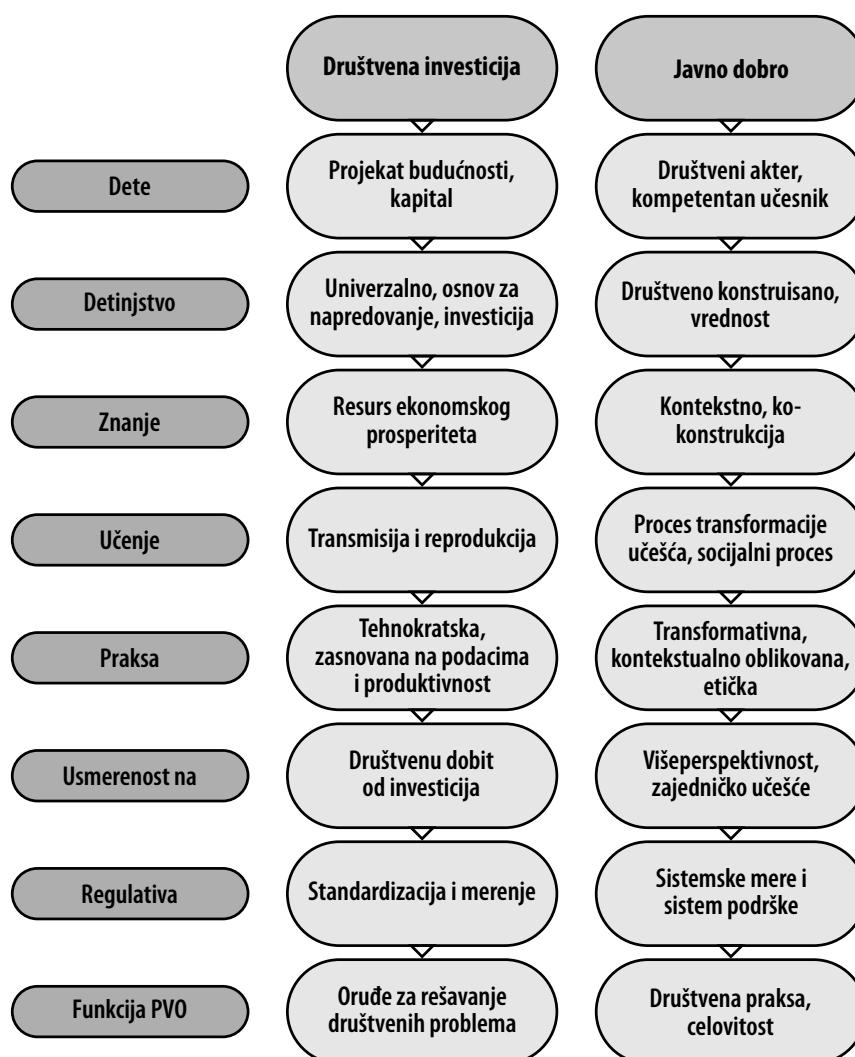 Društvena investicija
Javno dobro
Dete
Projekat budućnosti,
kapital
Društveni akter,
kompetentan učesnik
Detinjstvo
Univerzalno, osnov za
napredovanje, investicija
Društveno konstruisano,
vrednost
Znanje
Resurs ekonomskog
prosperiteta
Kontekstno, ko-
konstrukcija
Učenje
Transmisija i reprodukcija
Proces transformacije
učešća, socijalni proces
Praksa
Tehnokratska,
zasnovana na podacima
i produktivnost
Transformativna,
kontekstualno oblikovana,
etička
Usmerenost na
Društvenu dobit
od investicija
Višeperspektivnost,
zajedničko učešće
Regulativa
Standardizacija i merenje
Sistemske mere i
sistem podrške
Funkcija PVO
Oruđe za rešavanje
društvenih problema
Društvena praksa,
celovitost